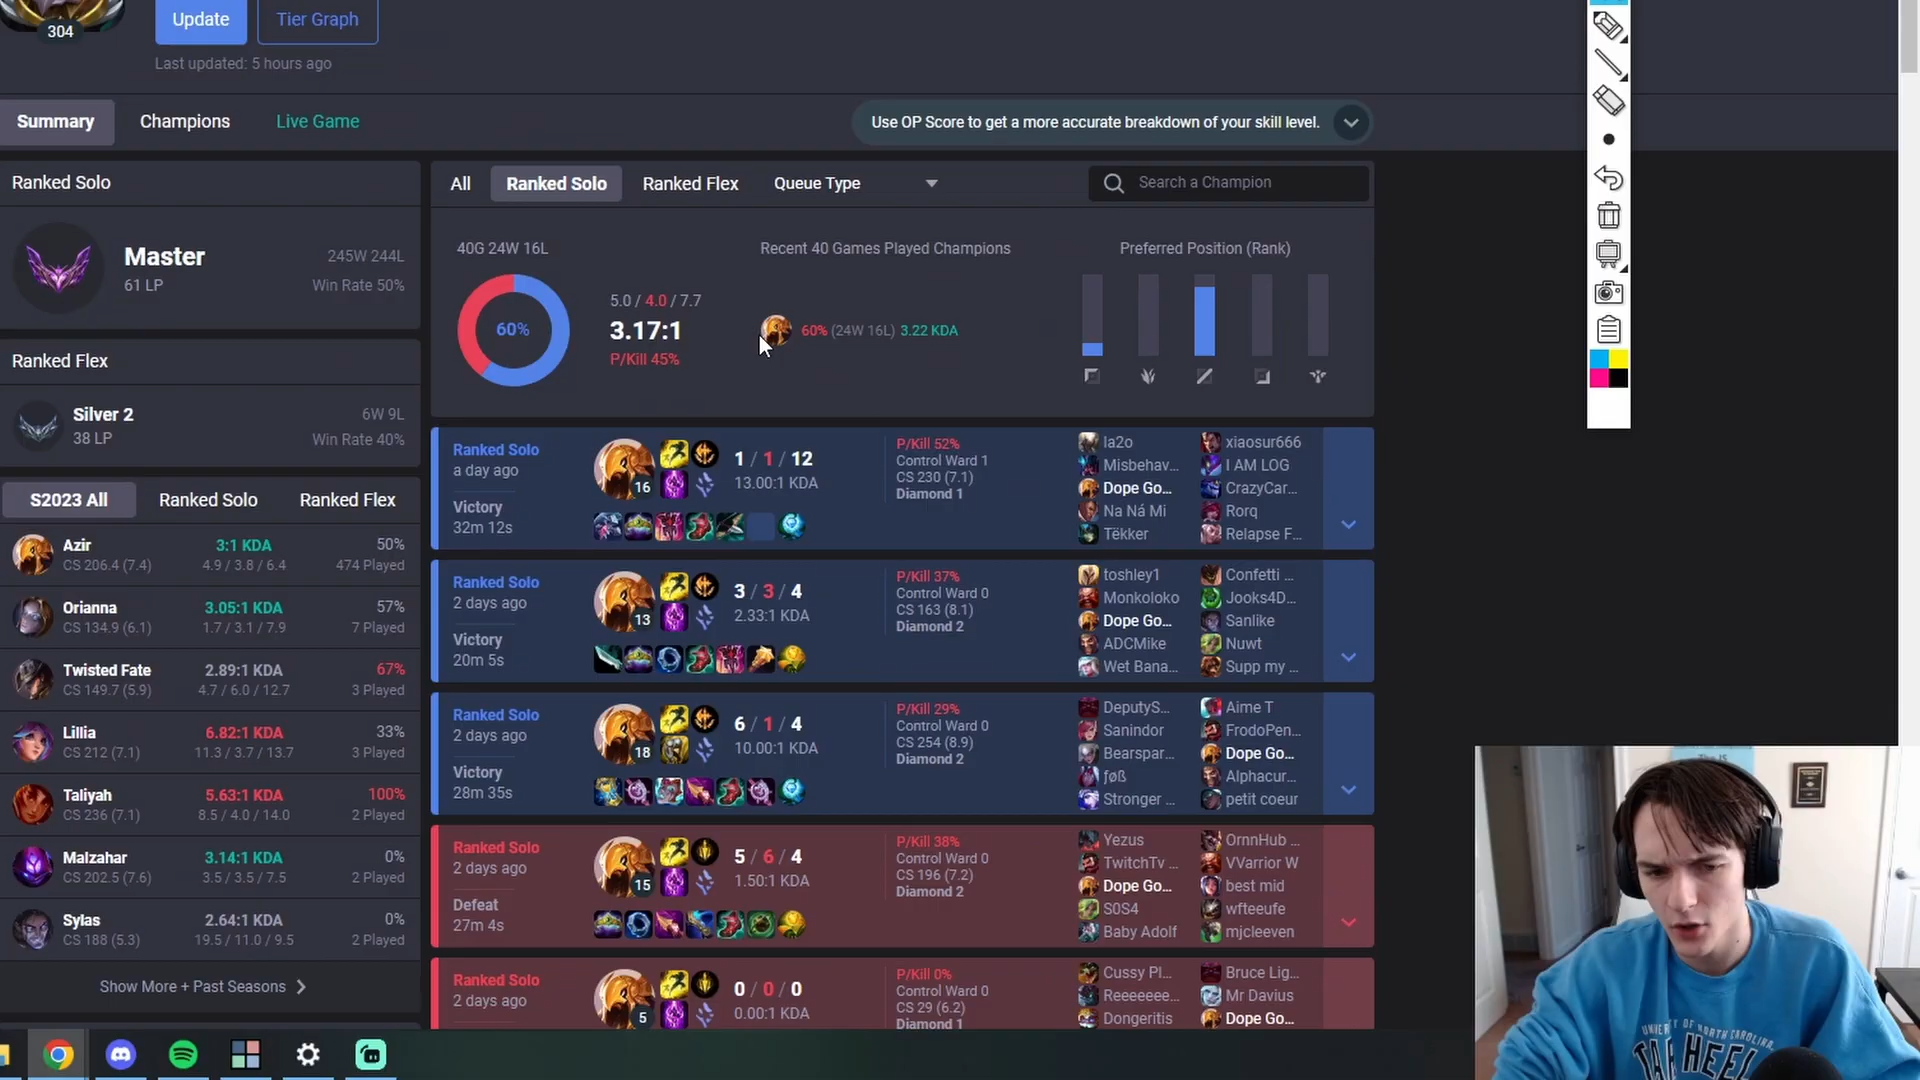 304
Update
Tier Graph
Last updated: 5 hours ago
Summary
Champions
Live Game
Use OP Score to get a more accurate breakdown of your skill level.
Ranked Solo
Master
61 LP
245W 244L
Win Rate 50%
Ranked Flex
Silver 2
38 LP
6W 9L
Win Rate 40%
S2023 All
Ranked Solo
Ranked Flex
Azir
CS 206.4 (7.4)
3:1 KDA
4.9 / 3.8 / 6.4
50%
474 Played
Orianna
CS 134.9 (6.1)
3.05:1 KDA
1.7 / 3.1 / 7.9
57%
7 Played
Twisted Fate
CS 149.7 (5.9)
2.89:1 KDA
4.7 / 6.0 / 12.7
67%
3 Played
Lillia
CS 212 (7.1)
6.82:1 KDA
11.3 / 3.7 / 13.7
33%
3 Played
Taliyah
CS 236 (7.1)
5.63:1 KDA
8.5 / 4.0 / 14.0
100%
2 Played
Malzahar
CS 202.5 (7.6)
3.14:1 KDA
3.5 / 3.5 / 7.5
0%
2 Played
Sylas
CS 188 (5.3)
2.64:1 KDA
19.5 / 11.0 / 9.5
0%
2 Played
Show More + Past Seasons
All
Ranked Solo
Ranked Flex
Queue Type
Search a Champion
40G 24W 16L
60%
5.0 / 4.0 / 7.7
3.17:1
P/Kill 45%
Recent 40 Games Played Champions
60% (24W 16L) 3.22 KDA
Preferred Position (Rank)
Ranked Solo
a day ago
Victory
32m 12s
16
1 / 1 / 12
13.00:1 KDA
P/Kill 52%
Control Ward 1
CS 230 (7.1)
Diamond 1
la2o
Misbehav...
Dope Go...
Na Ná Mi
Tëkker
xiaosur666
I AM LOG
CrazyCar...
Rorq
Relapse F...
Ranked Solo
2 days ago
Victory
20m 5s
13
3 / 3 / 4
2.33:1 KDA
P/Kill 37%
Control Ward 0
CS 163 (8.1)
Diamond 2
toshley1
Monkoloko
Dope Go...
ADCMike
Wet Bana...
Confetti ...
Jooks4D...
Sanlike
Nuwt
Supp my ...
Ranked Solo
2 days ago
Victory
28m 35s
18
6 / 1 / 4
10.00:1 KDA
P/Kill 29%
Control Ward 0
CS 254 (8.9)
Diamond 2
DeputyS...
Sanindor
Bearspar...
ƒøß
Stronger ...
Aime T
FrodoPen...
Dope Go...
Alphacur...
petit coeur
Ranked Solo
2 days ago
Defeat
27m 4s
15
5 / 6 / 4
1.50:1 KDA
P/Kill 38%
Control Ward 0
CS 196 (7.2)
Diamond 2
Yezus
TwitchTv ...
Dope Go...
S0S4
Baby Adolf
OrnnHub ...
VVarrior W
best mid
wfteeufe
mjcleeven
Ranked Solo
2 days ago
5
0 / 0 / 0
0.00:1 KDA
P/Kill 0%
Control Ward 0
CS 29 (6.2)
Diamond 1
Cussy Pl...
Reeeeeee...
Dongeritis
Bruce Lig...
Mr Davius
Dope Go...
UNIVERSITY OF NORTH CAROLINA
TAR HEELS